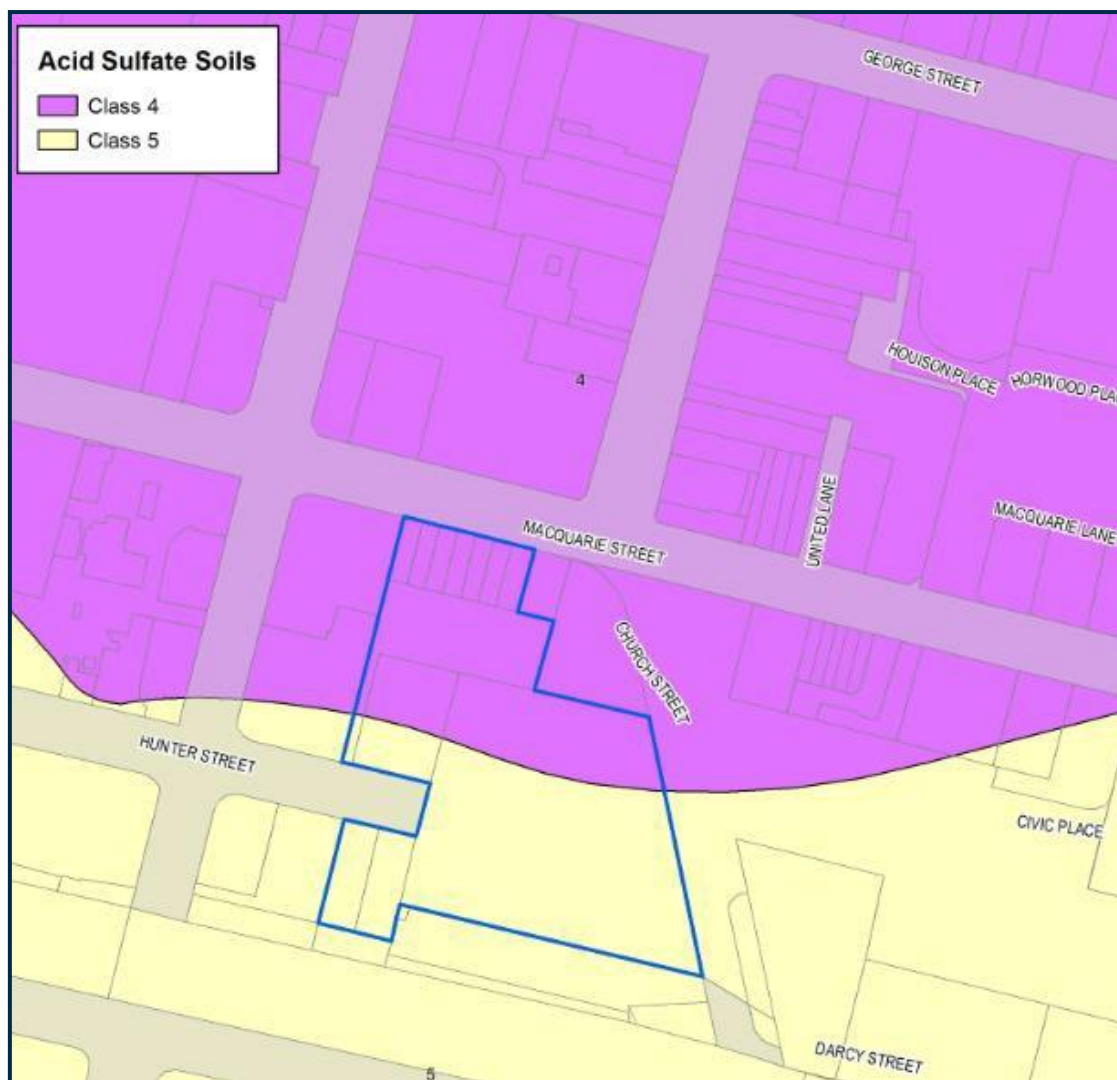 Acid Sulfate Soils
Class 4
Class 5
GEORGE STREET
HOUISON PLACE
HORWOOD PLA
4
UNITED LANE
MACQUARIE LANE
MACQUARIE STREET
CHURCH STREET
HUNTER STREET
CIVIC PLACE
DARCY STREET
5